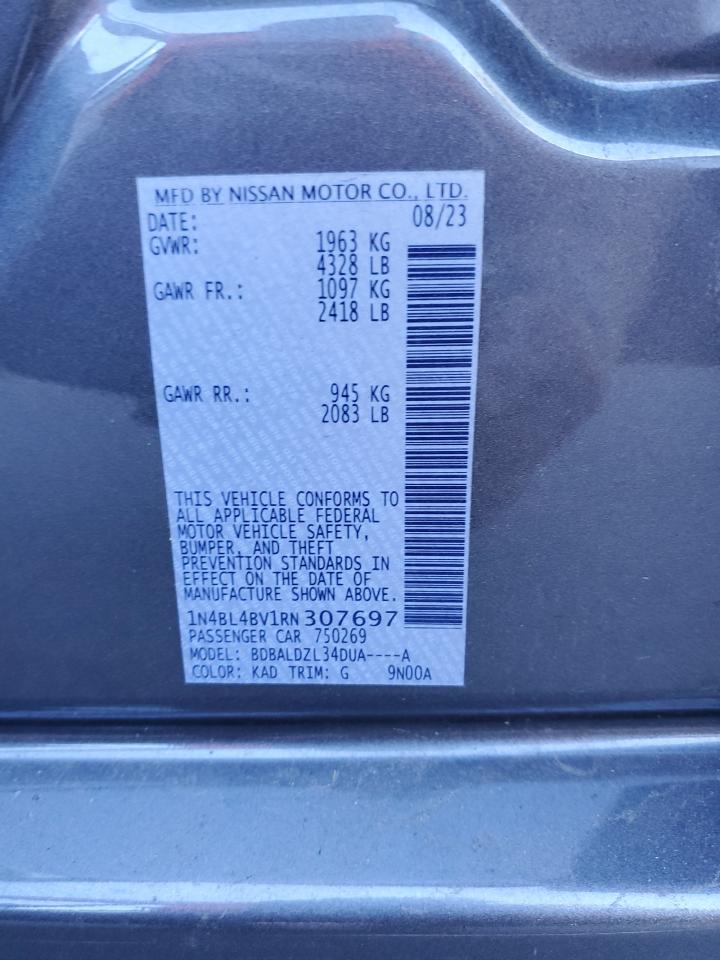 MFD BY NISSAN MOTOR CO., LTD.
DATE: 08/23
GVWR: 1963 KG
4328 LB
GAWR FR.: 1097 KG
2418 LB
GAWR RR.: 945 KG
2083 LB
THIS VEHICLE CONFORMS TO
ALL APPLICABLE FEDERAL
MOTOR VEHICLE SAFETY,
BUMPER, AND THEFT
PREVENTION STANDARDS IN
EFFECT ON THE DATE OF
MANUFACTURE SHOWN ABOVE.
1N4BL4BV1RN307697
PASSENGER CAR 750269
MODEL: BDBALDZL34DUA----A
COLOR: KAD TRIM: G 9N00A